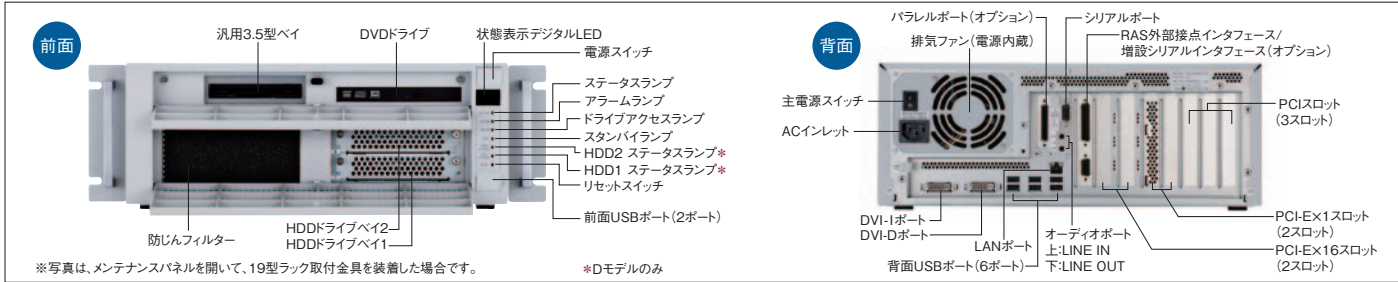 前面
汎用3.5型ベイ
DVDドライブ
状態表示デジタルLED
電源スイッチ
ステータスランプ
アラームランプ
ドライブアクセスランプ
スタンバイランプ
HDD2 ステータスランプ*
HDD1 ステータスランプ*
リセットスイッチ
前面USBポート(2ポート)
HDDドライブベイ2
HDDドライブベイ1
防じんフィルター
※写真は、メンテナンスパネルを開いて、19型ラック取付金具を装着した場合です。
*Dモデルのみ
背面
パラレルポート(オプション)
シリアルポート
排気ファン(電源内蔵)
RAS外部接点インタフェース/
増設シリアルインタフェース(オプション)
主電源スイッチ
ACインレット
PCIスロット
(3スロット)
DVI-Iポート
DVI-Dポート
LANポート
背面USBポート(6ポート)
オーディオポート
上:LINE IN
下:LINE OUT
PCI-E×1スロット
(2スロット)
PCI-E×16スロット
(2スロット)